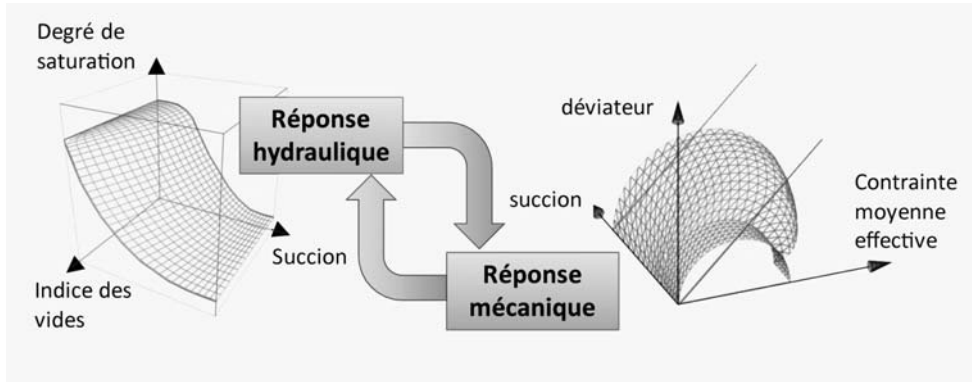 Degré de
saturation
Réponse
hydraulique
déviateur
succion
Contrainte
moyenne
effective
Succion
Indice des
vides
Réponse
mécanique